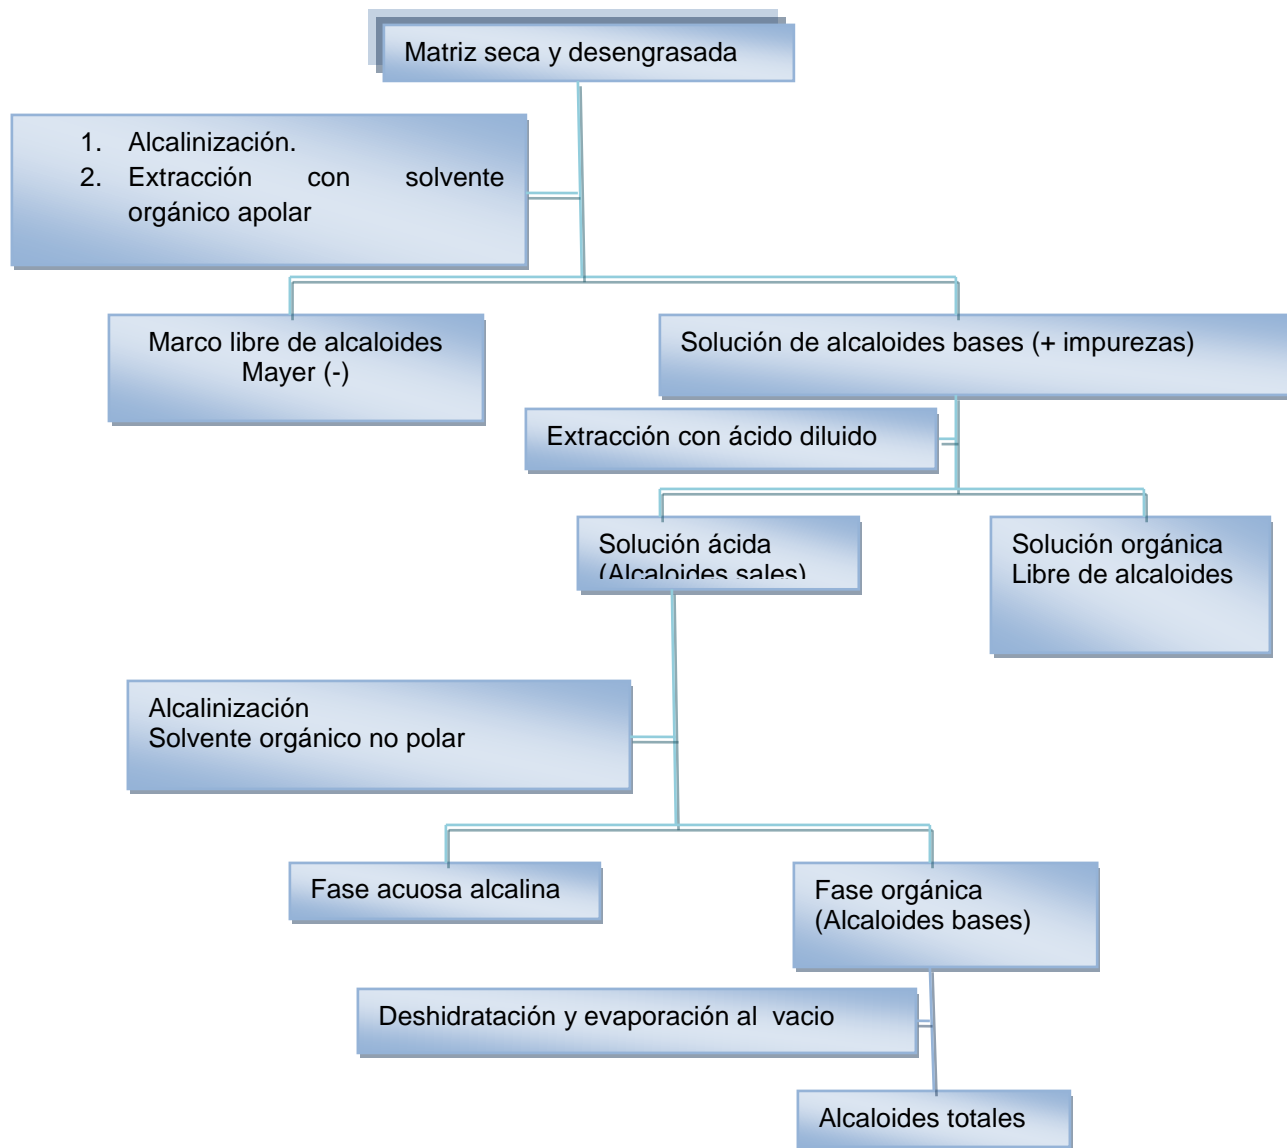 Matriz seca y desengrasada
1. Alcalinización.
2. Extracción con solvente
orgánico apolar
Marco libre de alcaloides
Mayer (-)
Solución de alcaloides bases (+ impurezas)
Extracción con ácido diluido
Solución ácida
(Alcaloides sales)
Solución orgánica
Libre de alcaloides
Alcalinización
Solvente orgánico no polar
Fase acuosa alcalina
Fase orgánica
(Alcaloides bases)
Deshidratación y evaporación al vacio
Alcaloides totales